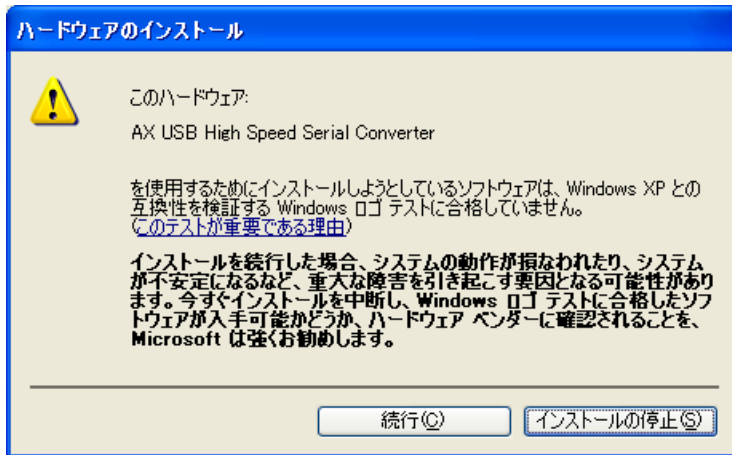 ハードウェアのインストール
このハードウェア:
AX USB High Speed Serial Converter
を使用するためにインストールしようとしているソフトウェアは、Windows XP との
互換性を検証する Windows ロゴ テストに合格していません。
(このテストが重要である理由)
インストールを続行した場合、システムの動作が損なわれたり、システム
が不安定になるなど、重大な障害を引き起こす要因となる可能性があり
ます。今すぐインストールを中断し、Windows ロゴ テストに合格したソフ
トウェアが入手可能かどうか、ハードウェア ベンダーに確認されることを、
Microsoft は強くお勧めします。
続行(C)
インストールの停止(S)